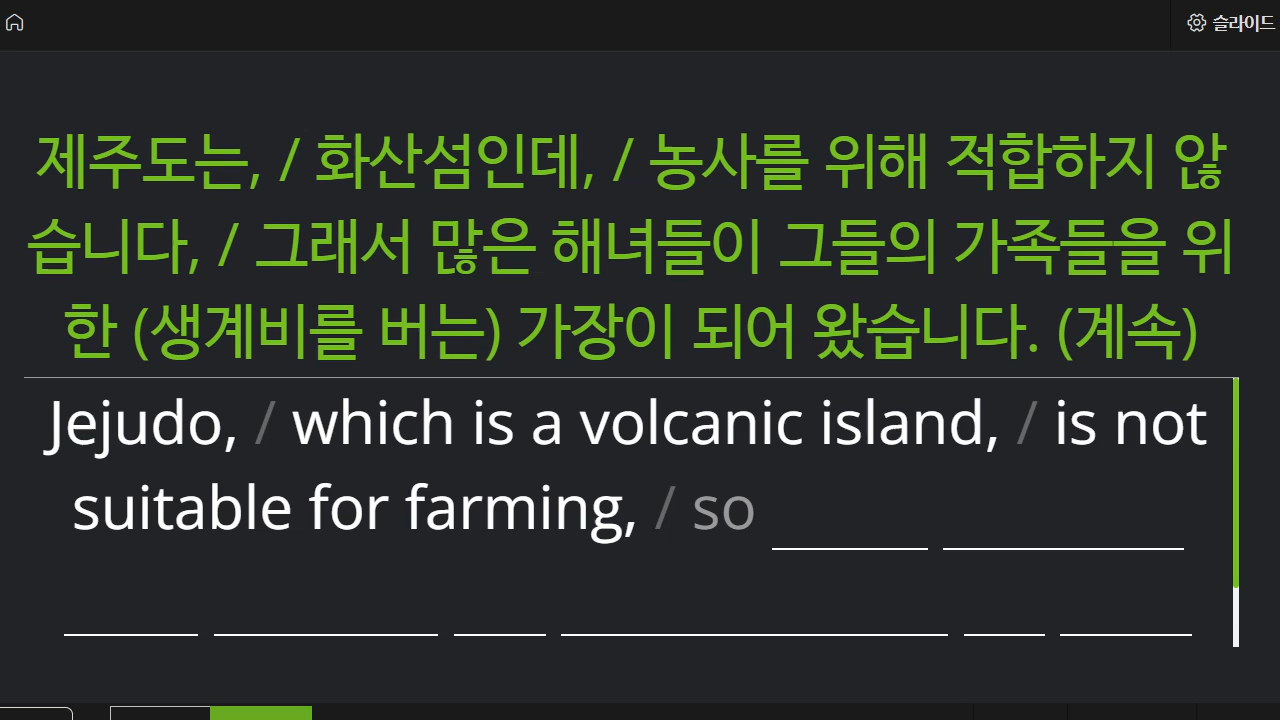 슬라이드
제주도는, / 화산섬인데, / 농사를 위해 적합하지 않
습니다, / 그래서 많은 해녀들이 그들의 가족들을 위
한 (생계비를 버는) 가장이 되어 왔습니다. (계속)
Jejudo, / which is a volcanic island, / is not
suitable for farming, / so